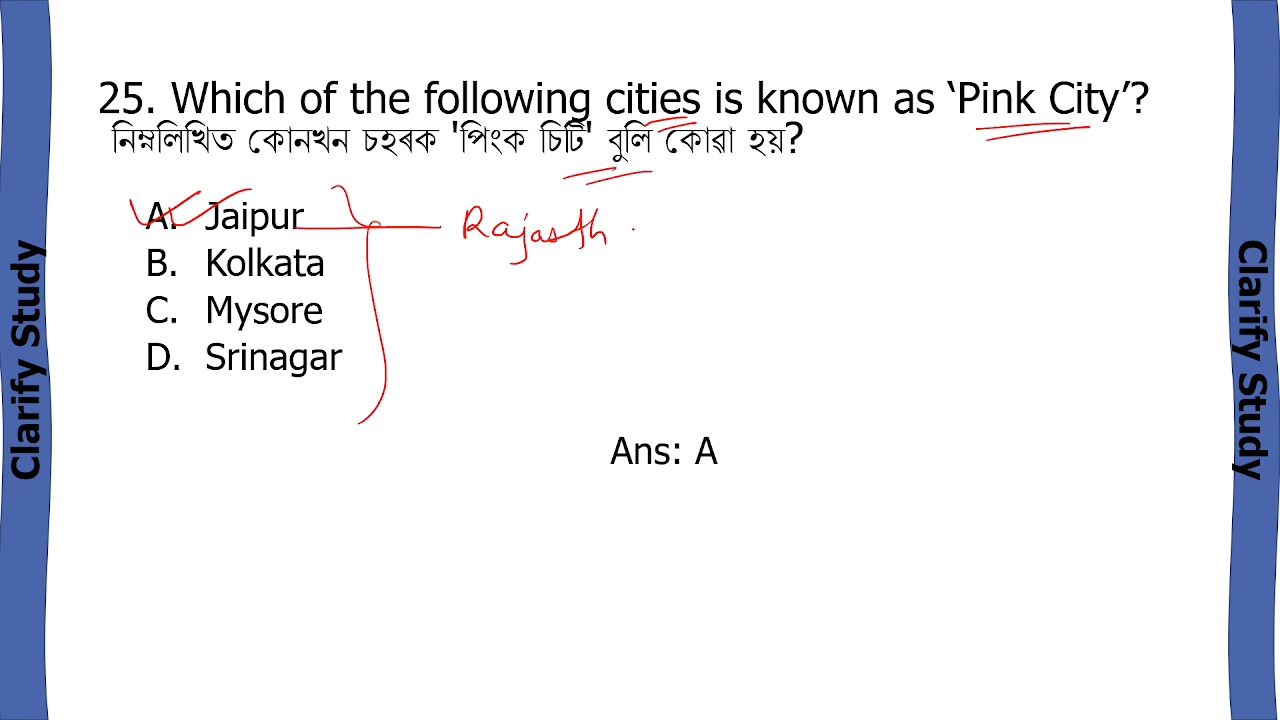 25. Which of the following cities is known as ‘Pink City’?
নিম্নলিখিত কোনখন চহৰক 'পিংক চিটি' বুলি কোৱা হয়?
A. Jaipur
Rajasth
B. Kolkata
C. Mysore
D. Srinagar
Ans: A
Clarify Study
Clarify Study